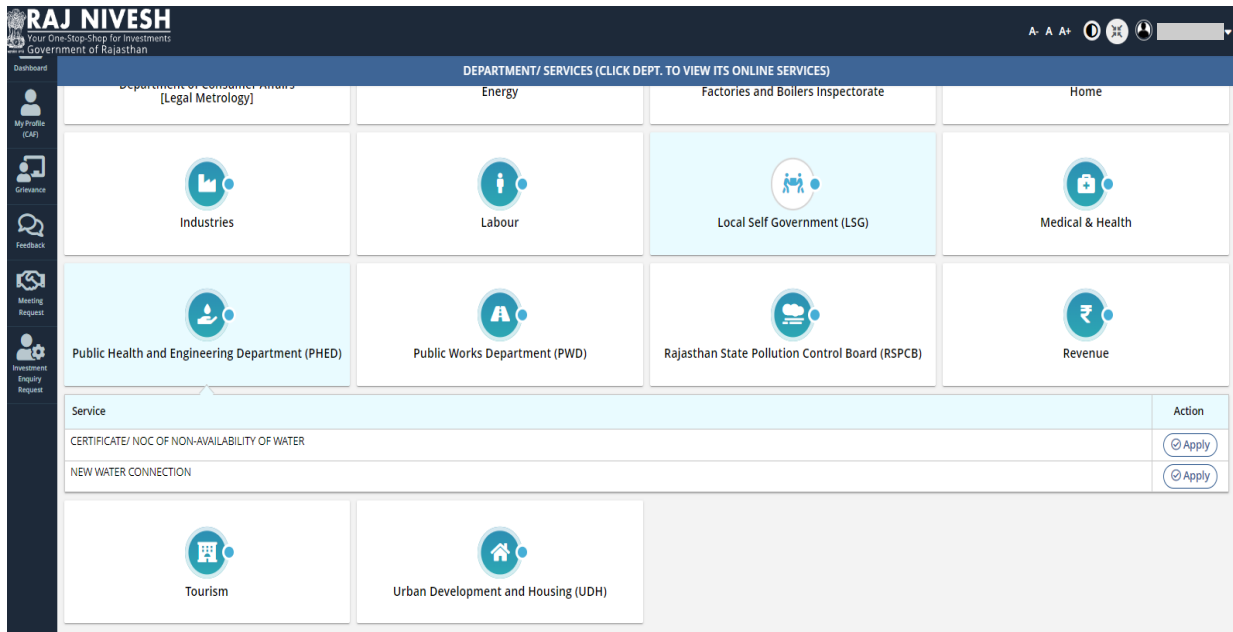 RAJ NIVESH
Your One-Stop-Shop for Investments
Government of Rajasthan
A- A A+
Dashboard
My Profile
(CAF)
Grievance
Feedback
Meeting
Request
Investment
Enquiry
Request
DEPARTMENT/ SERVICES (CLICK DEPT. TO VIEW ITS ONLINE SERVICES)
Department of Consumer Affairs
[Legal Metrology]
Energy
Factories and Boilers Inspectorate
Home
Industries
Labour
Local Self Government (LSG)
Medical & Health
Public Health and Engineering Department (PHED)
Public Works Department (PWD)
Rajasthan State Pollution Control Board (RSPCB)
₹
Revenue
Service
Action
CERTIFICATE/ NOC OF NON-AVAILABILITY OF WATER
Apply
NEW WATER CONNECTION
Apply
Tourism
Urban Development and Housing (UDH)